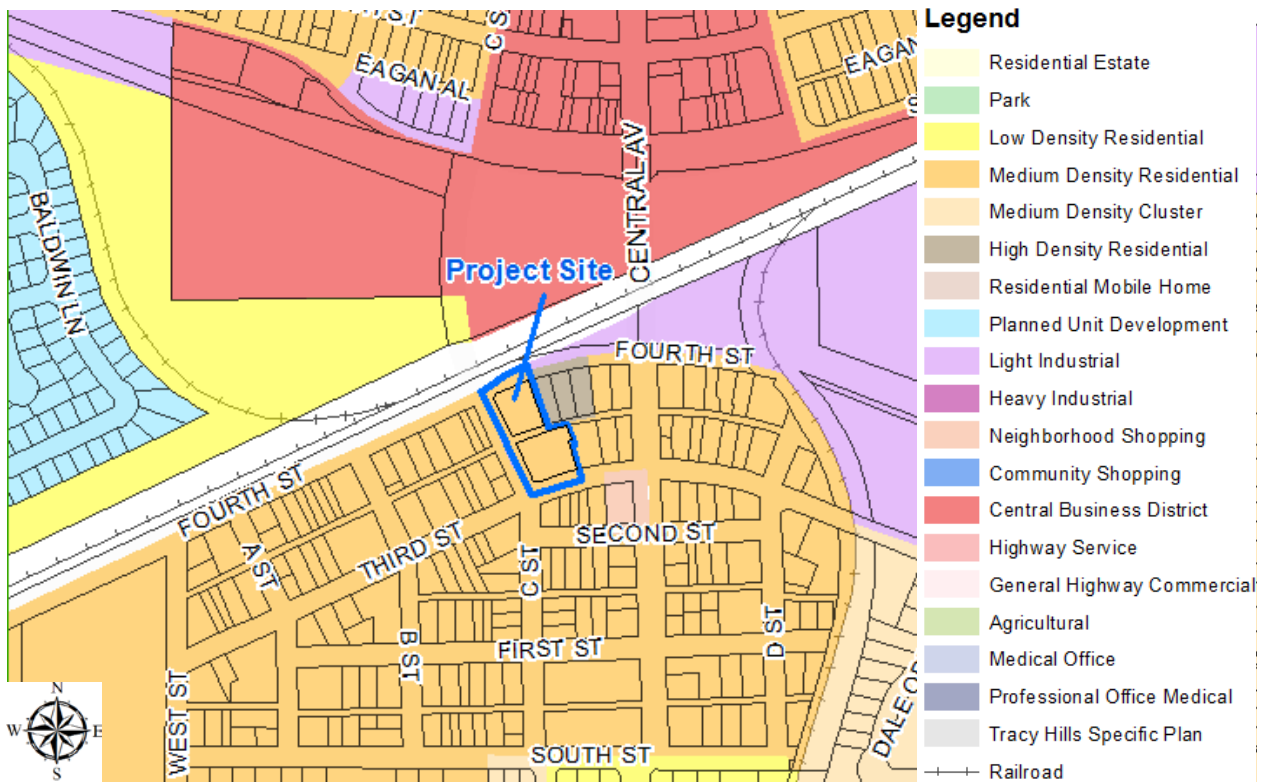 ST
C S
EAGAN AL
EAGAN
S
CENTRAL AV
BALDWIN LN
Project Site
FOURTH ST
FOURTH ST
THIRD ST
SECOND ST
A ST
C ST
B ST
FIRST ST
D ST
WEST ST
SOUTH ST
DALE OF
N
W
E
S
Legend
Residential Estate
Park
Low Density Residential
Medium Density Residential
Medium Density Cluster
High Density Residential
Residential Mobile Home
Planned Unit Development
Light Industrial
Heavy Industrial
Neighborhood Shopping
Community Shopping
Central Business District
Highway Service
General Highway Commercial
Agricultural
Medical Office
Professional Office Medical
Tracy Hills Specific Plan
Railroad